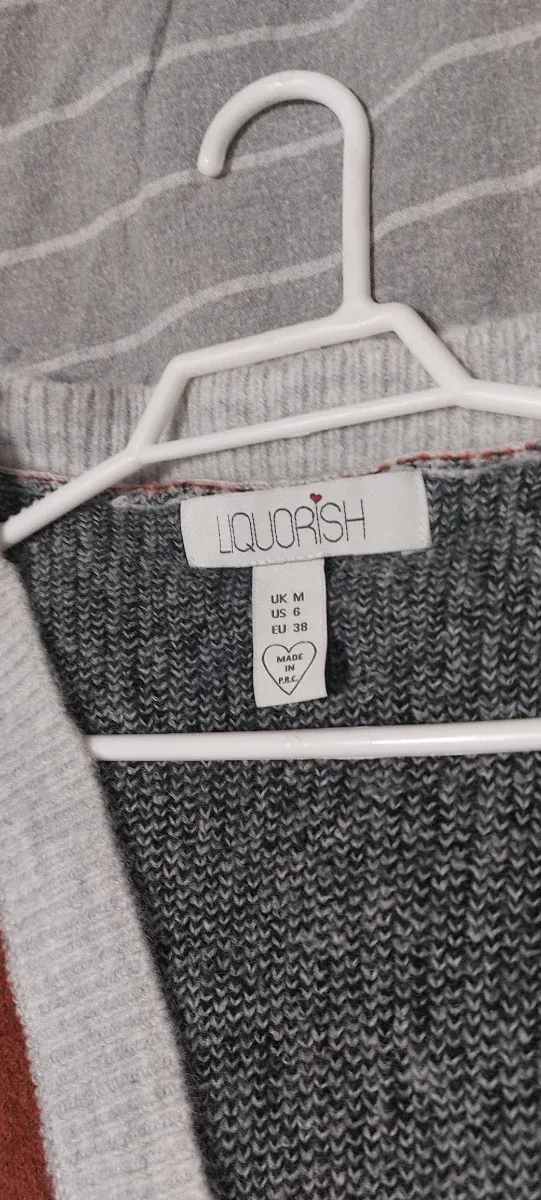 LIQUORiSH
UK M
US 6
EU 38
MADE
IN
P.R.C.